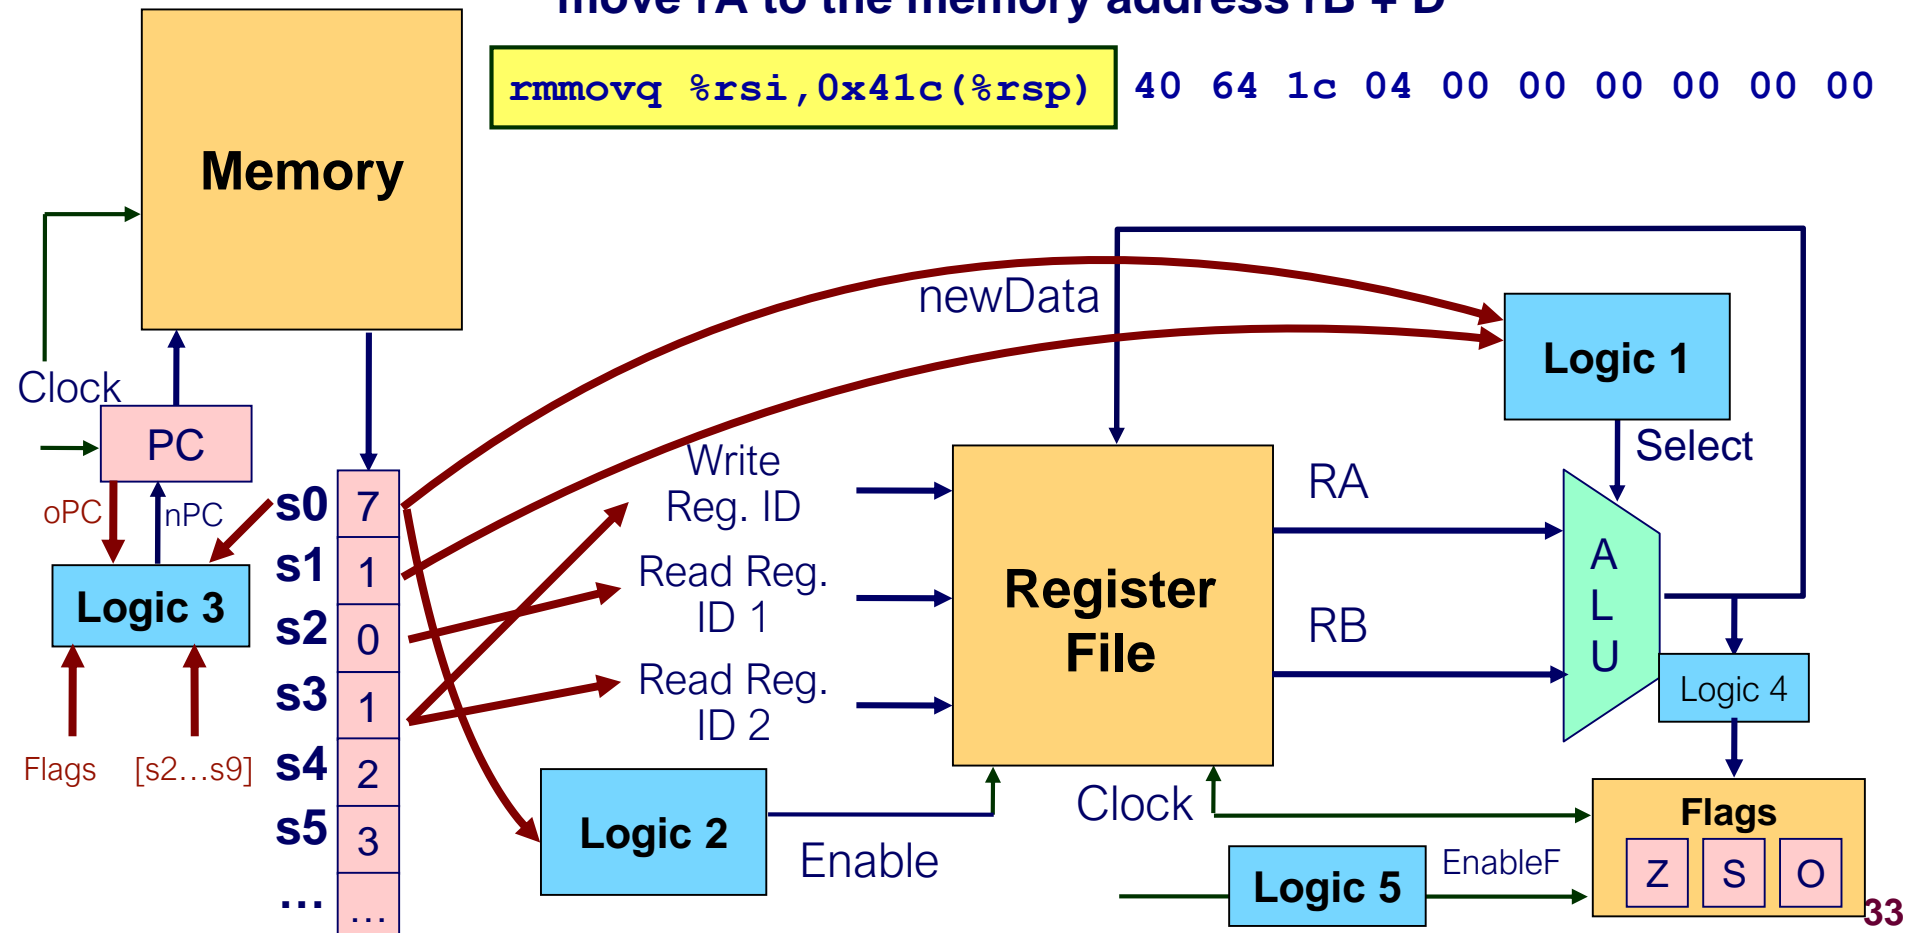 move rA to the memory address rB + D
rmmovq %rsi,0x41c(%rsp)
40 64 1c 04 00 00 00 00 00 00
Memory
newData
Logic 1
Clock
PC
Select
oPC
nPC
s0 7
s1 1
s2 0
s3 1
s4 2
s5 3
… …
Logic 3
Flags
[s2...s9]
Write
Reg. ID
Read Reg.
ID 1
Read Reg.
ID 2
Register
File
RA
RB
A
L
U
Logic 4
Logic 2
Enable
Clock
Logic 5
EnableF
Flags
Z S O
33